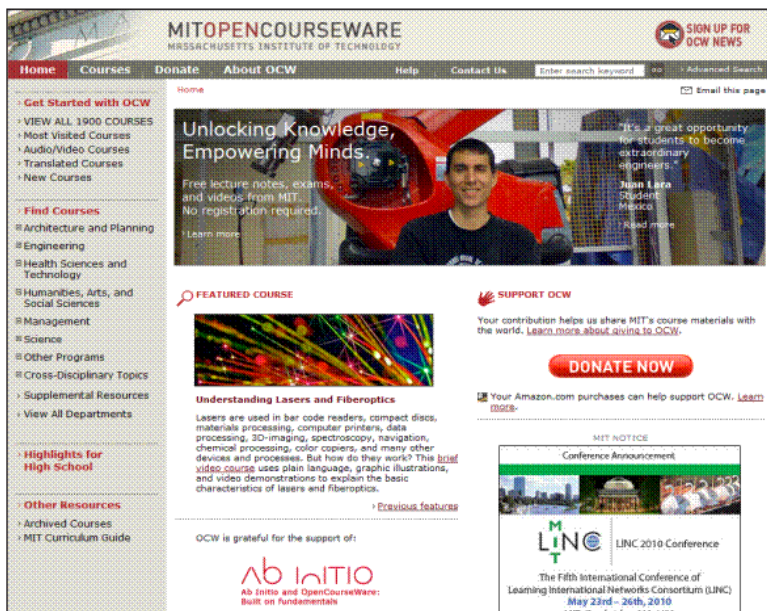 MITOPENCOURSEWARE
MASSACHUSETTS INSTITUTE OF TECHNOLOGY
SIGN UP FOR
OCW NEWS
Home Courses Donate About OCW Help Contact Us Enter search keyword GO › Advanced Search
Home
Email this page
› Get Started with OCW
› VIEW ALL 1900 COURSES
› Most Visited Courses
› Audio/Video Courses
› Translated Courses
› New Courses
› Find Courses
Architecture and Planning
Engineering
Health Sciences and
Technology
Humanities, Arts, and
Social Sciences
Management
Science
Other Programs
Cross-Disciplinary Topics
› Supplemental Resources
› View All Departments
› Highlights for
High School
› Other Resources
› Archived Courses
› MIT Curriculum Guide
Unlocking Knowledge,
Empowering Minds.
Free lecture notes, exams,
and videos from MIT.
No registration required.
› Learn more
"It's a great opportunity
for students to become
extraordinary
engineers."
Juan Lara
Student
Mexico
› Read more
FEATURED COURSE
Understanding Lasers and Fiberoptics
Lasers are used in bar code readers, compact discs,
materials processing, computer printers, data
processing, 3D-imaging, spectroscopy, navigation,
chemical processing, color copiers, and many other
devices and processes. But how do they work? This brief
video course uses plain language, graphic illustrations,
and video demonstrations to explain the basic
characteristics of lasers and fiberoptics.
› Previous features
OCW is grateful for the support of:
Ab Initio
Ab Initio and OpenCourseWare:
Built on fundamentals
SUPPORT OCW
Your contribution helps us share MIT's course materials with
the world. Learn more about giving to OCW.
DONATE NOW
Your Amazon.com purchases can help support OCW. Learn
more.
MIT NOTICE
Conference Announcement
MIT
LINC
LINC 2010 Conference
The Fifth International Conference of
Learning International Networks Consortium (LINC)
May 23rd – 26th, 2010